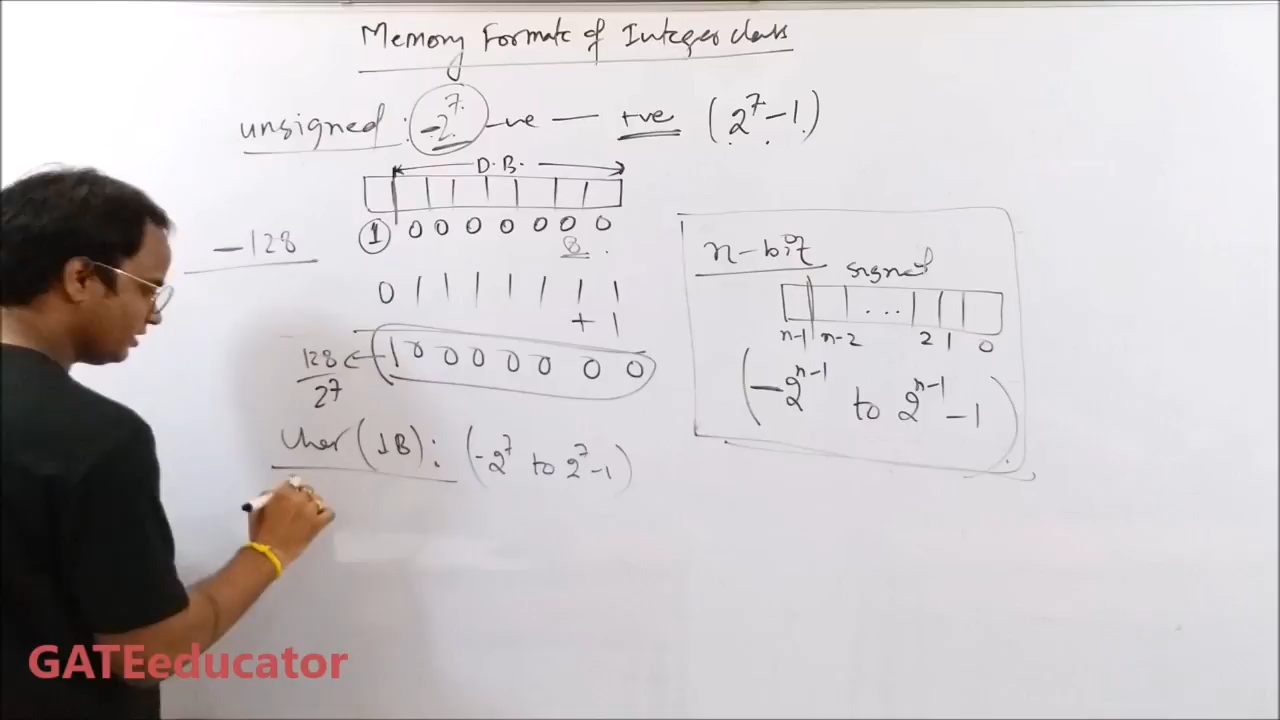 Memory Formate of Integer class
unsigned : -2^7 -ve — +ve (2^7-1)
D.B.
1 0 0 0 0 0 0 0
-128
8
0 1 1 1 1 1 1 1
+ 1
128 ← 1 0 0 0 0 0 0 0
2^7
char (1B): (-2^7 to 2^7-1)
n-bit
signed
...
n-1 n-2 2 1 0
(-2^n-1 to 2^n-1 -1)
GATEeducator